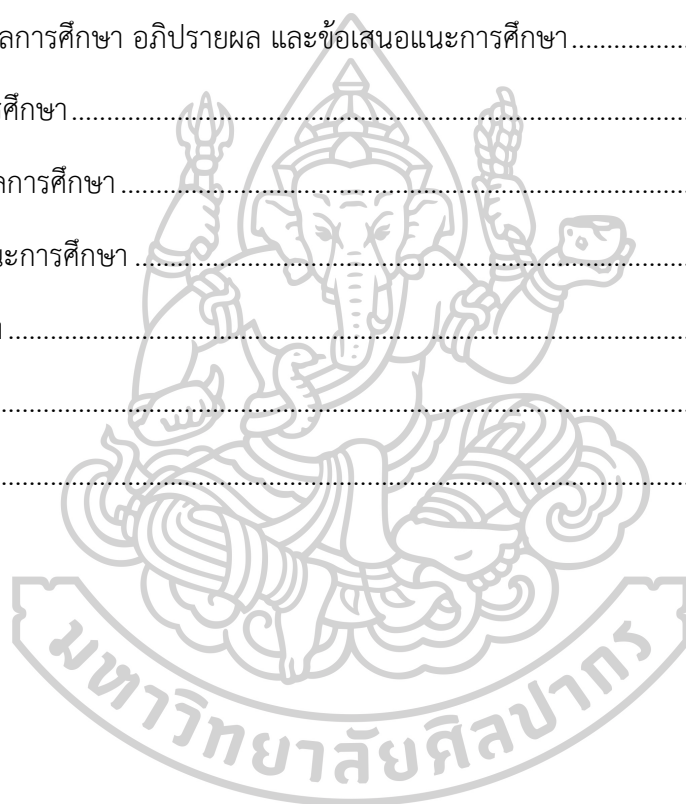 ลการศึกษา อภิปรายผล และข้อเสนอแนะการศึกษา.................
ศึกษา....................................................................................
ลการศึกษา.............................................................................
นะการศึกษา...........................................................................
.............................................................................................
.............................................................................................
.............................................................................................
มหาวิทยาลัยศิลปากร